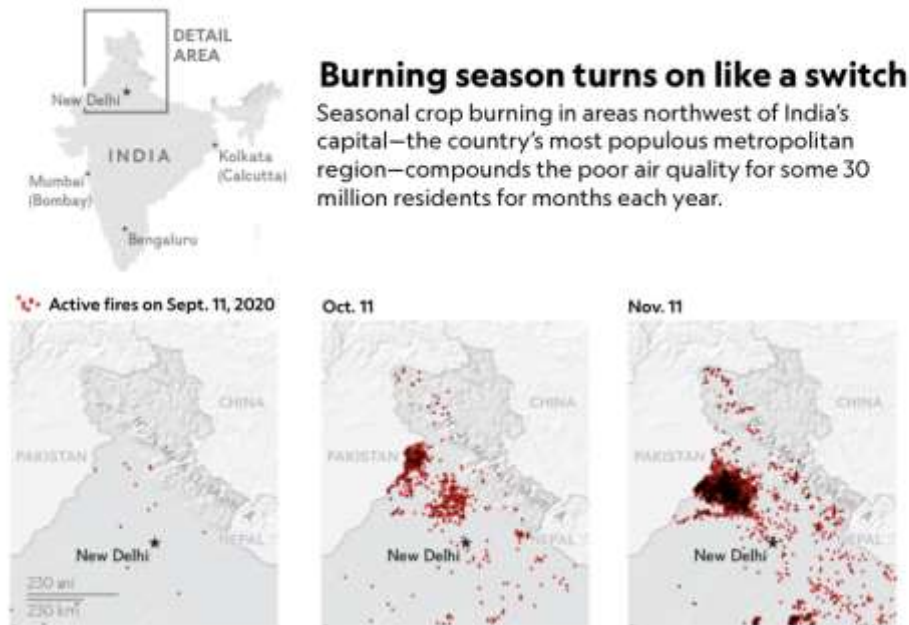 DETAIL
AREA
New Delhi
INDIA
Kolkata
(Calcutta)
Mumbai
(Bombay)
Bengaluru
Burning season turns on like a switch
Seasonal crop burning in areas northwest of India's
capital—the country's most populous metropolitan
region—compounds the poor air quality for some 30
million residents for months each year.
Active fires on Sept. 11, 2020
CHINA
PAKISTAN
NEPAL
New Delhi
230 km
Oct. 11
CHINA
PAKISTAN
NEPAL
New Delhi
Nov. 11
CHINA
PAKISTAN
NEPAL
New Delhi